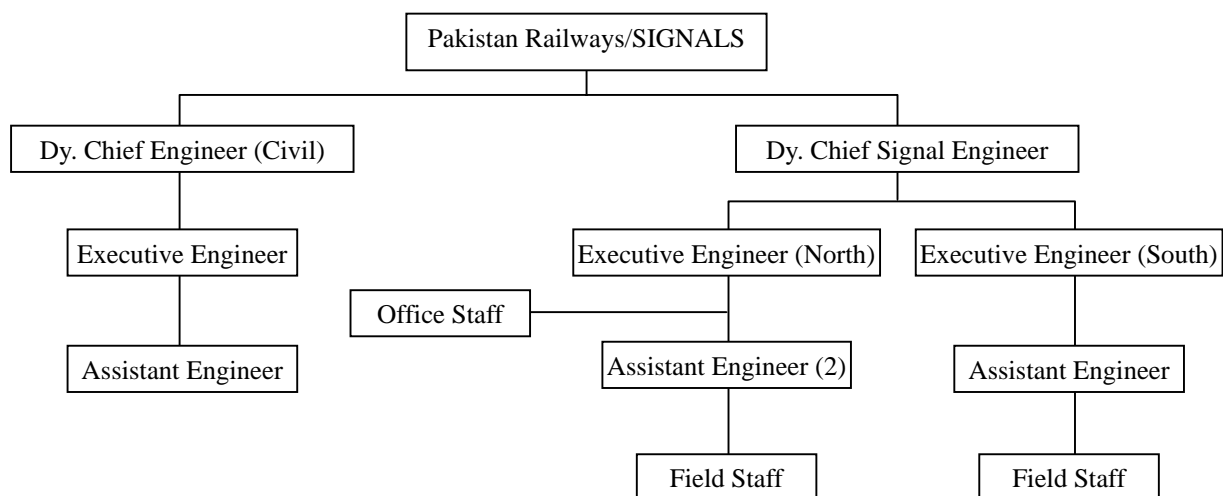 Pakistan Railways/SIGNALS
Dy. Chief Engineer (Civil)
Dy. Chief Signal Engineer
Executive Engineer
Executive Engineer (North)
Executive Engineer (South)
Office Staff
Assistant Engineer
Assistant Engineer (2)
Assistant Engineer
Field Staff
Field Staff